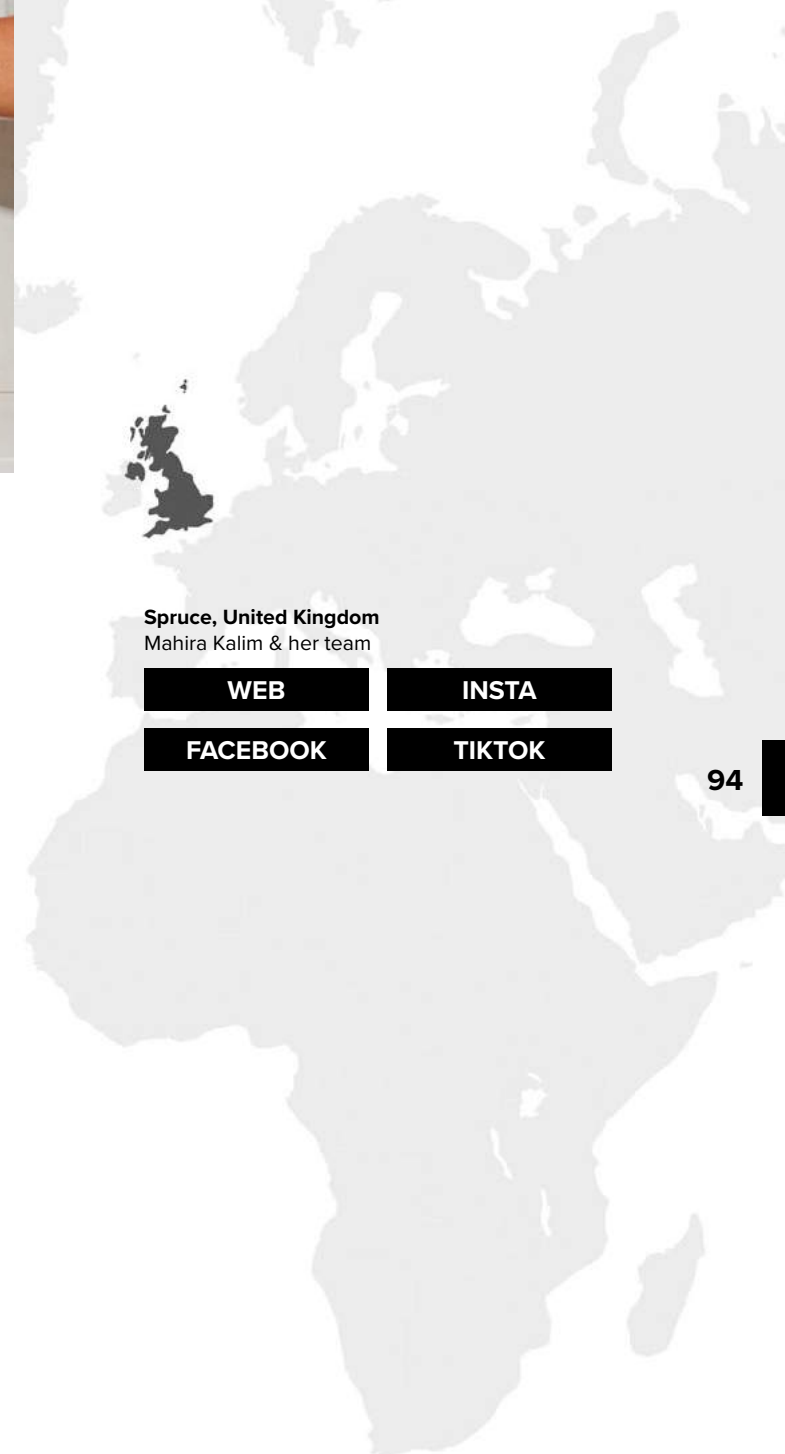 Spruce, United Kingdom
Mahira Kalim & her team
WEB
INSTA
FACEBOOK
TIKTOK
94